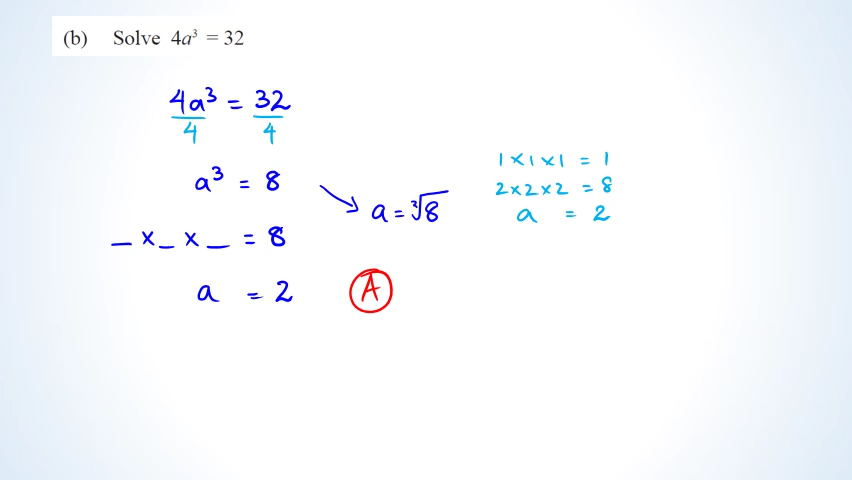 (b) Solve 4a³ = 32
4a³/4 = 32/4
a³ = 8
a = ∛8
_ × _ × _ = 8
a = 2 A
1 × 1 × 1 = 1
2 × 2 × 2 = 8
a = 2